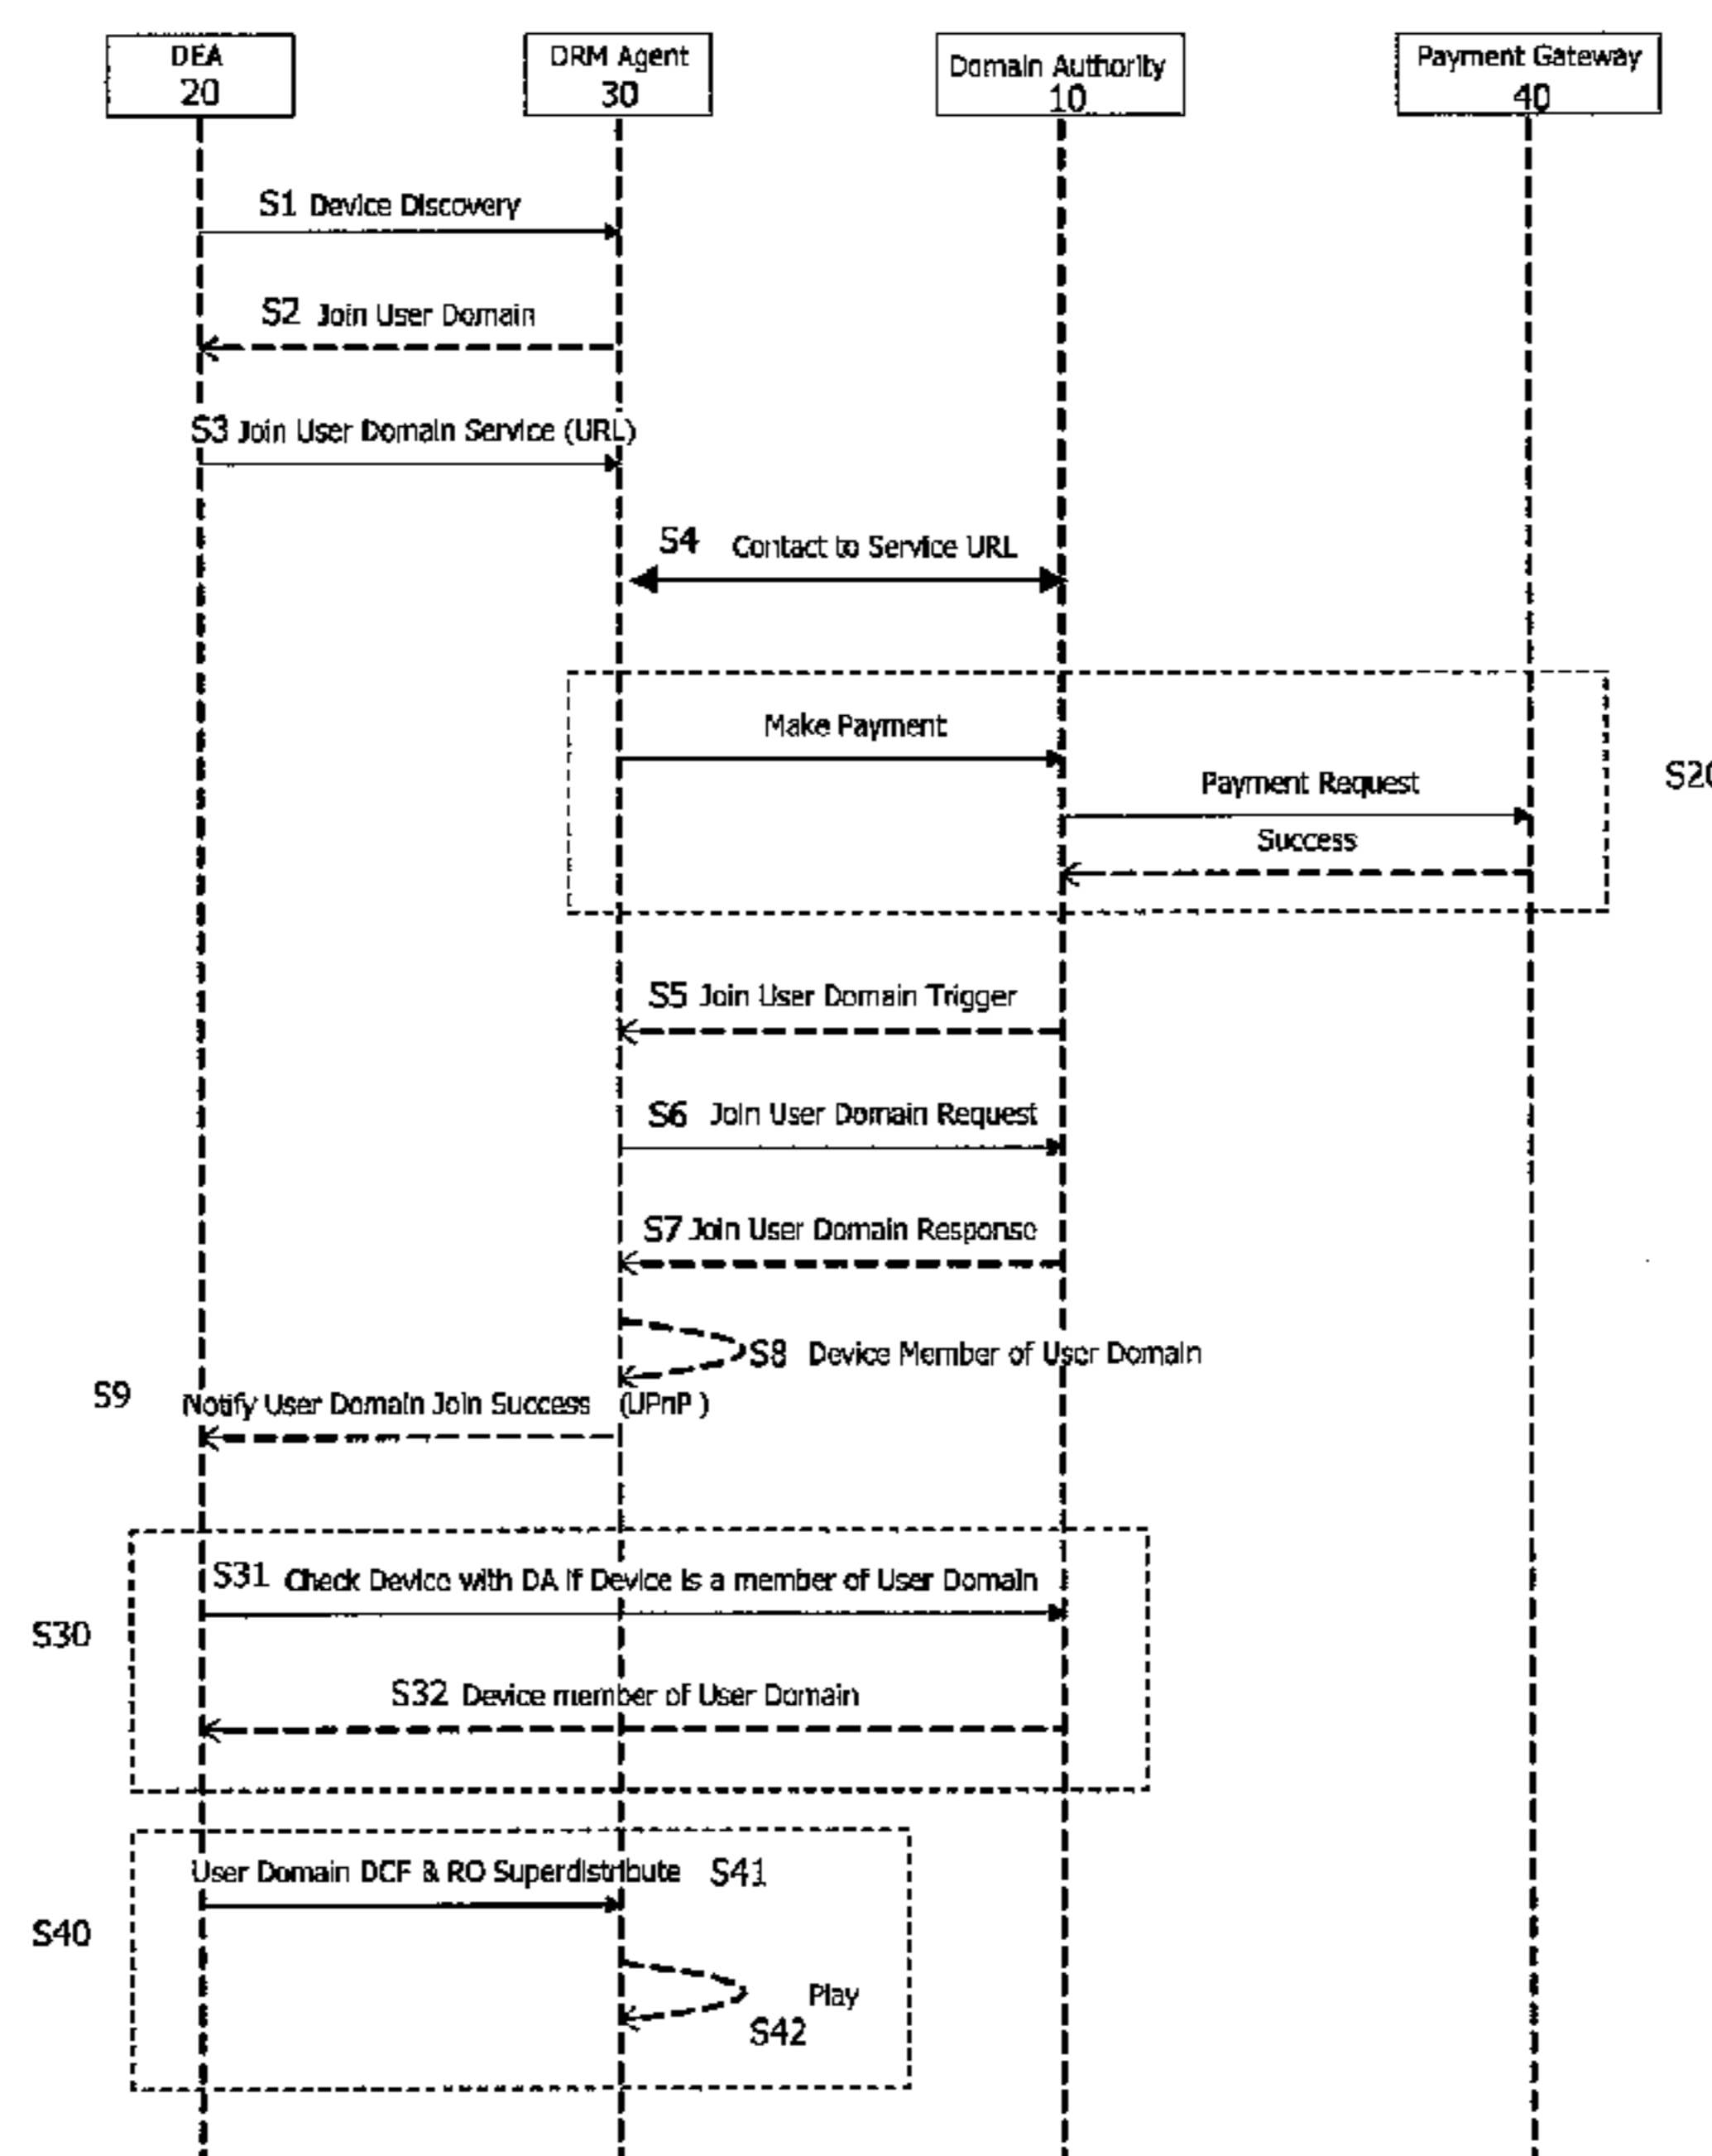 DEA
20
DRM Agent
30
Domain Authority
10
Payment Gateway
40
S1 Device Discovery
S2 Join User Domain
S3 Join User Domain Service (URL)
S4 Contact to Service URL
Make Payment
Payment Request
S20
Success
S5 Join User Domain Trigger
S6 Join User Domain Request
S7 Join User Domain Response
S8 Device Member of User Domain
S9 Notify User Domain Join Success (UPnP )
S31 Check Device with DA if Device is a member of User Domain
S30
S32 Device member of User Domain
User Domain DCF & RO Superdistribute S41
S40
Play
S42